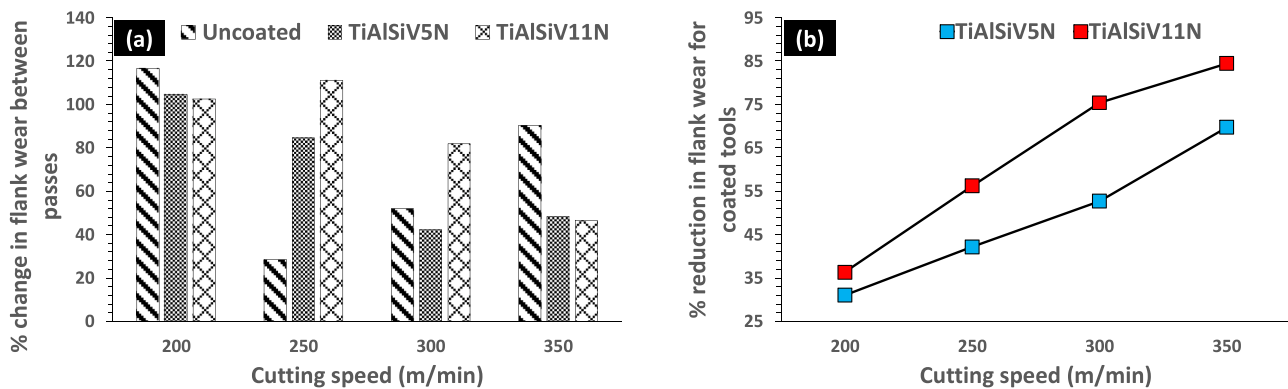 (a)
Uncoated TiAlSiV5N TiAlSiV11N
% change in flank wear between
passes
140
120
100
80
60
40
20
0
200 250 300 350
Cutting speed (m/min)
(b)
TiAlSiV5N TiAlSiV11N
% reduction in flank wear for
coated tools
95
85
75
65
55
45
35
25
200 250 300 350
Cutting speed (m/min)